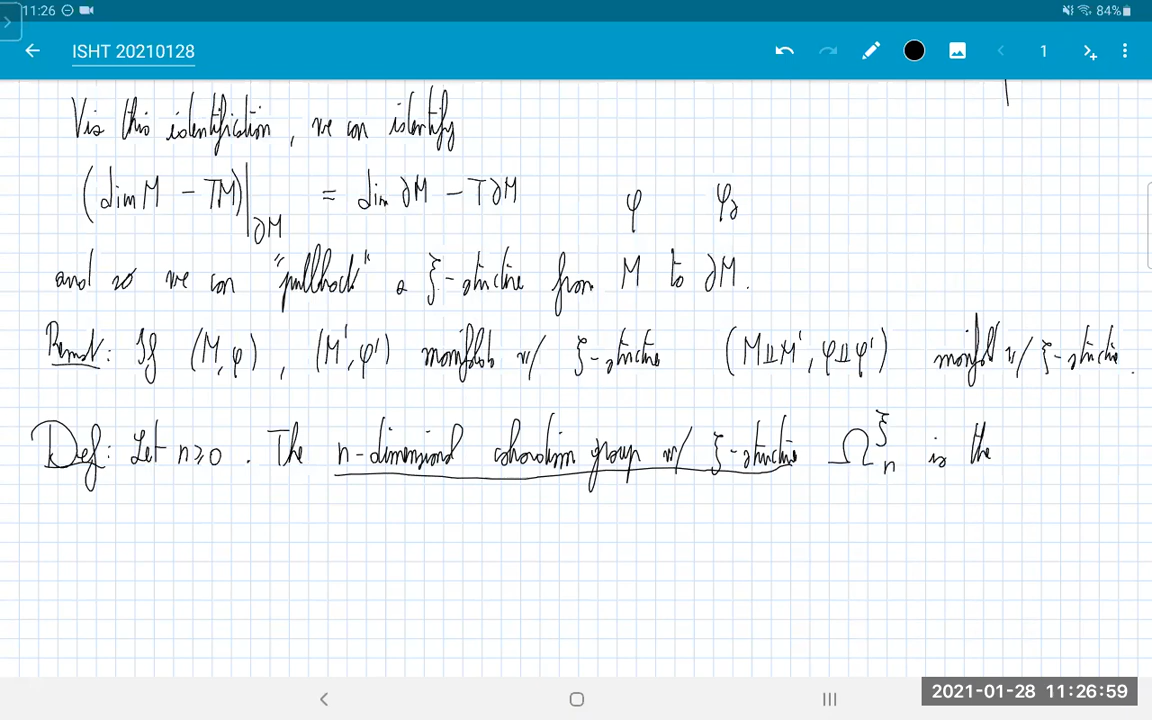 11:26
84%
ISHT 20210128
1
Via this identification, we can identify
(dim M - TM)|∂M = dim ∂M - T∂M
φ φ∂
and so we can "pullback" a ξ-structure from M to ∂M.
Remark: If (M,φ), (M',φ') manifolds w/ ξ-structure (M⨿M', φ⨿φ') manifold w/ ξ-structure.
Def: Let n≥0. The n-dimensional cobordism group w/ ξ-structure Ω^ξ_n is the
2021-01-28 11:26:59